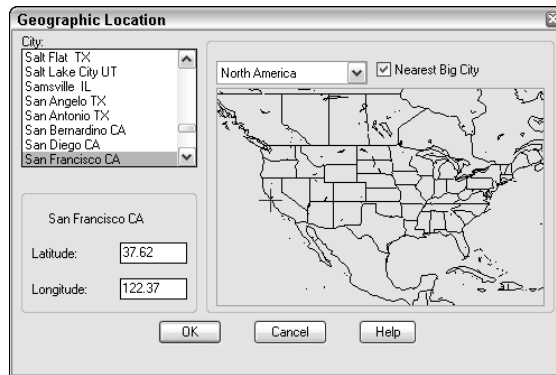 Geographic Location
City:
Salt Flat TX
Salt Lake City UT
Samsville IL
San Angelo TX
San Antonio TX
San Bernardino CA
San Diego CA
San Francisco CA
North America
Nearest Big City
San Francisco CA
Latitude: 37.62
Longitude: 122.37
OK Cancel Help